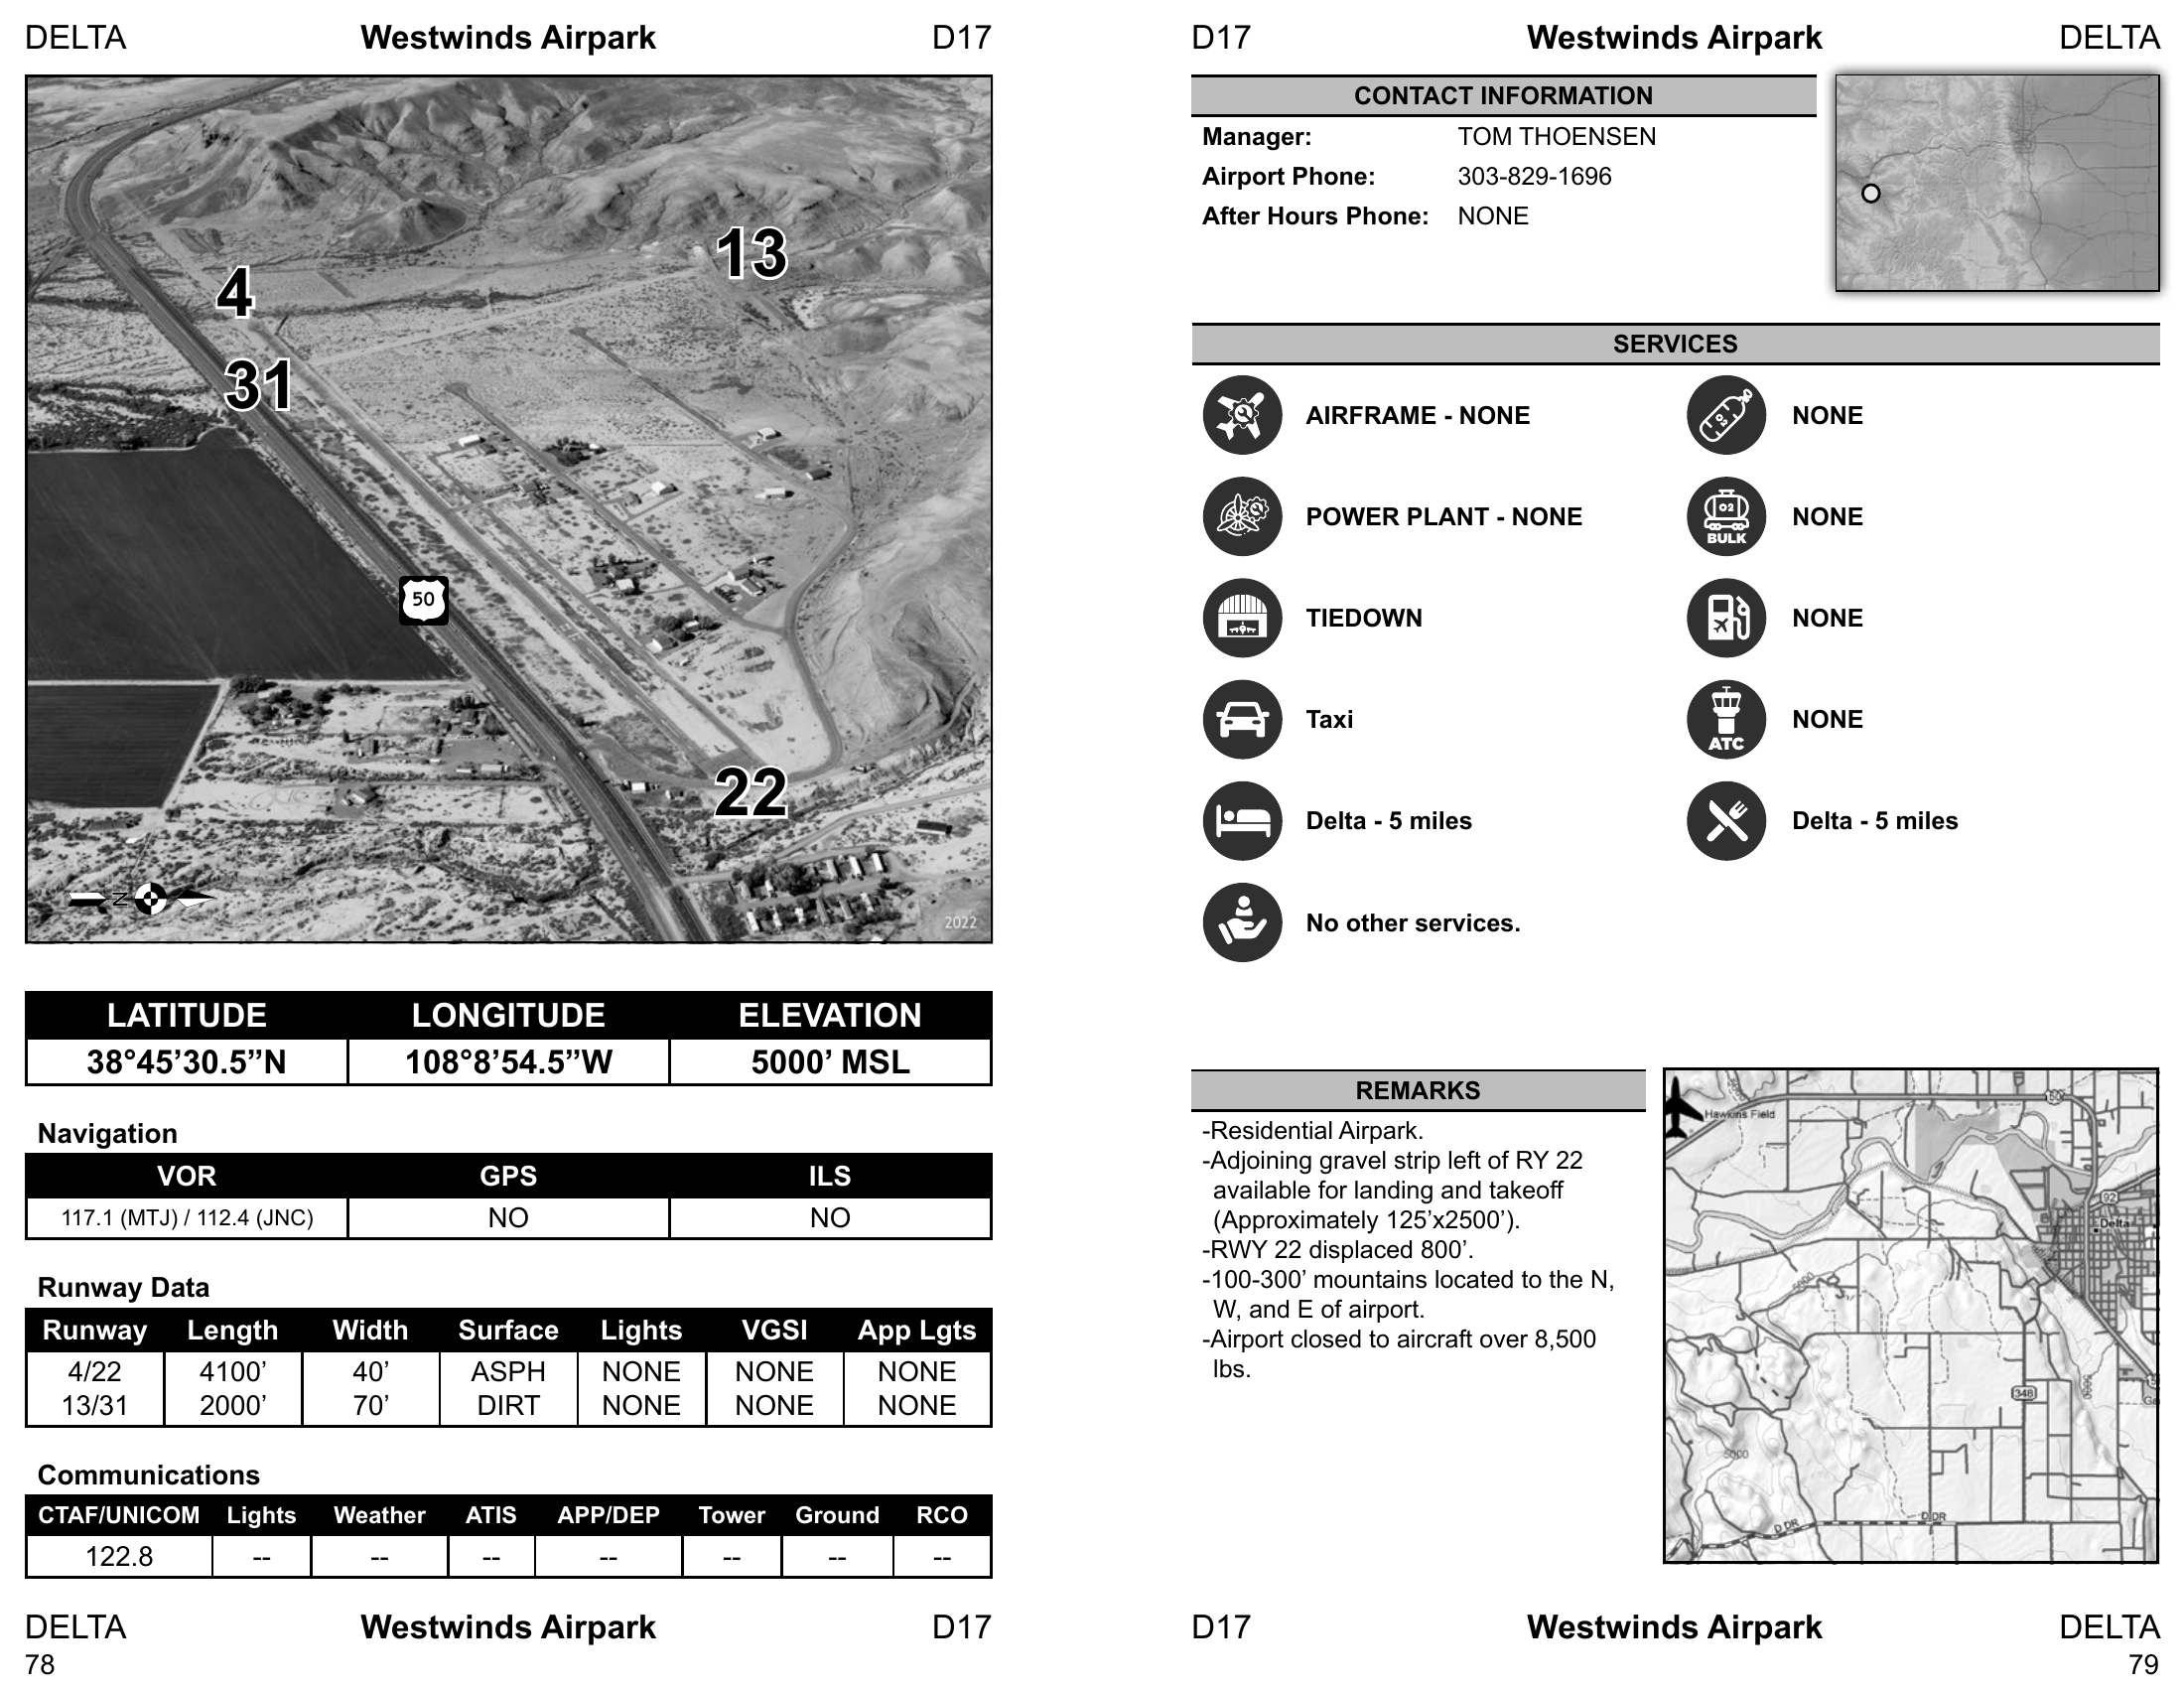 DELTA Westwinds Airpark D17
4
13
31
50
22
N
2022
LATITUDE LONGITUDE ELEVATION
38°45’30.5”N 108°8’54.5”W 5000’ MSL
Navigation
VOR GPS ILS
117.1 (MTJ) / 112.4 (JNC) NO NO
Runway Data
Runway Length Width Surface Lights VGSI App Lgts
4/22 4100’ 40’ ASPH NONE NONE NONE
13/31 2000’ 70’ DIRT NONE NONE NONE
Communications
CTAF/UNICOM Lights Weather ATIS APP/DEP Tower Ground RCO
122.8 -- -- -- -- -- -- --
DELTA Westwinds Airpark D17
78
D17 Westwinds Airpark DELTA
CONTACT INFORMATION
Manager: TOM THOENSEN
Airport Phone: 303-829-1696
After Hours Phone: NONE
SERVICES
AIRFRAME - NONE
O2
NONE
POWER PLANT - NONE
O2
BULK
NONE
TIEDOWN
NONE
Taxi
ATC
NONE
Delta - 5 miles
Delta - 5 miles
No other services.
REMARKS
-Residential Airpark.
-Adjoining gravel strip left of RY 22
available for landing and takeoff
(Approximately 125’x2500’).
-RWY 22 displaced 800’.
-100-300’ mountains located to the N,
W, and E of airport.
-Airport closed to aircraft over 8,500
lbs.
5000
50
Hawkins Field
92
Delta
5000
348
5000
5000
D DR
D DR
D17 Westwinds Airpark DELTA
79